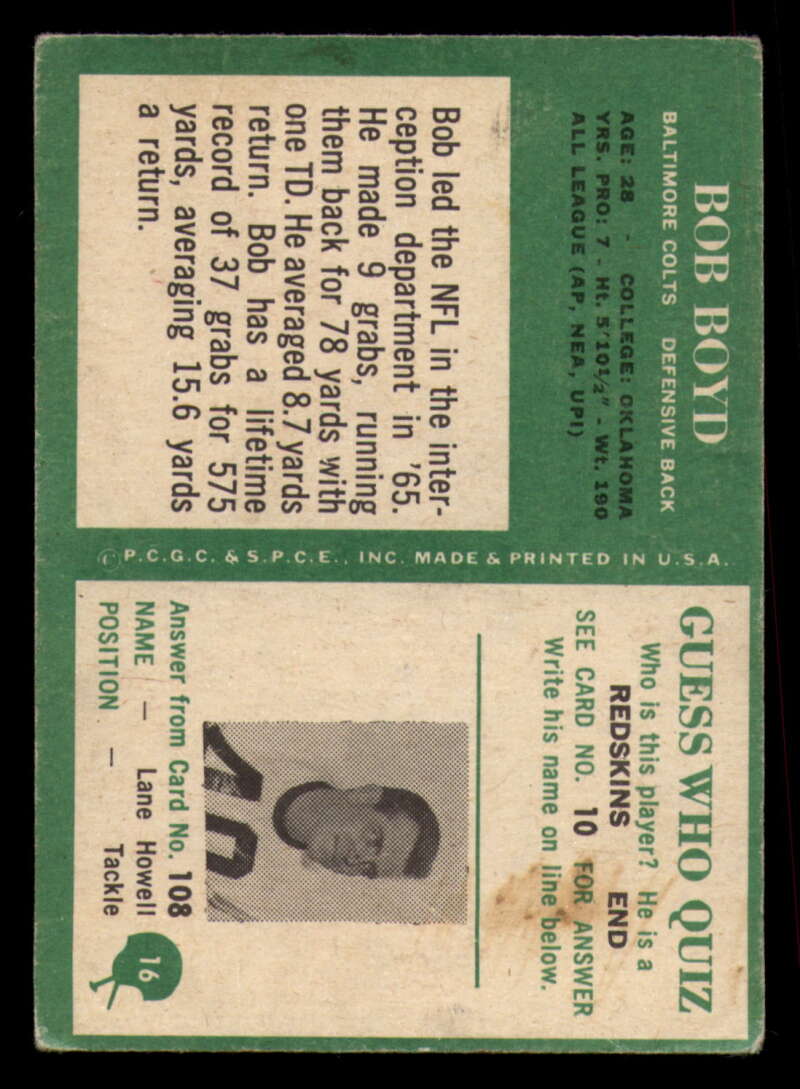 BOB BOYD
BALTIMORE COLTS DEFENSIVE BACK
AGE: 28 - COLLEGE: OKLAHOMA
YRS. PRO: 7 - Ht. 5'10½" - Wt. 190
ALL LEAGUE (AP, NEA, UPI)
Bob led the NFL in the inter-
ception department in '65.
He made 9 grabs, running
them back for 78 yards with
one TD. He averaged 8.7 yards
return. Bob has a lifetime
record of 37 grabs for 575
yards, averaging 15.6 yards
a return.
© P.C.G.C. & S.P.C.E., INC. MADE & PRINTED IN U.S.A.
GUESS WHO QUIZ
Who is this player? He is a
REDSKINS END
SEE CARD NO. 10 FOR ANSWER
Write his name on line below.
Answer from Card No. 108
NAME — Lane Howell
POSITION — Tackle
16